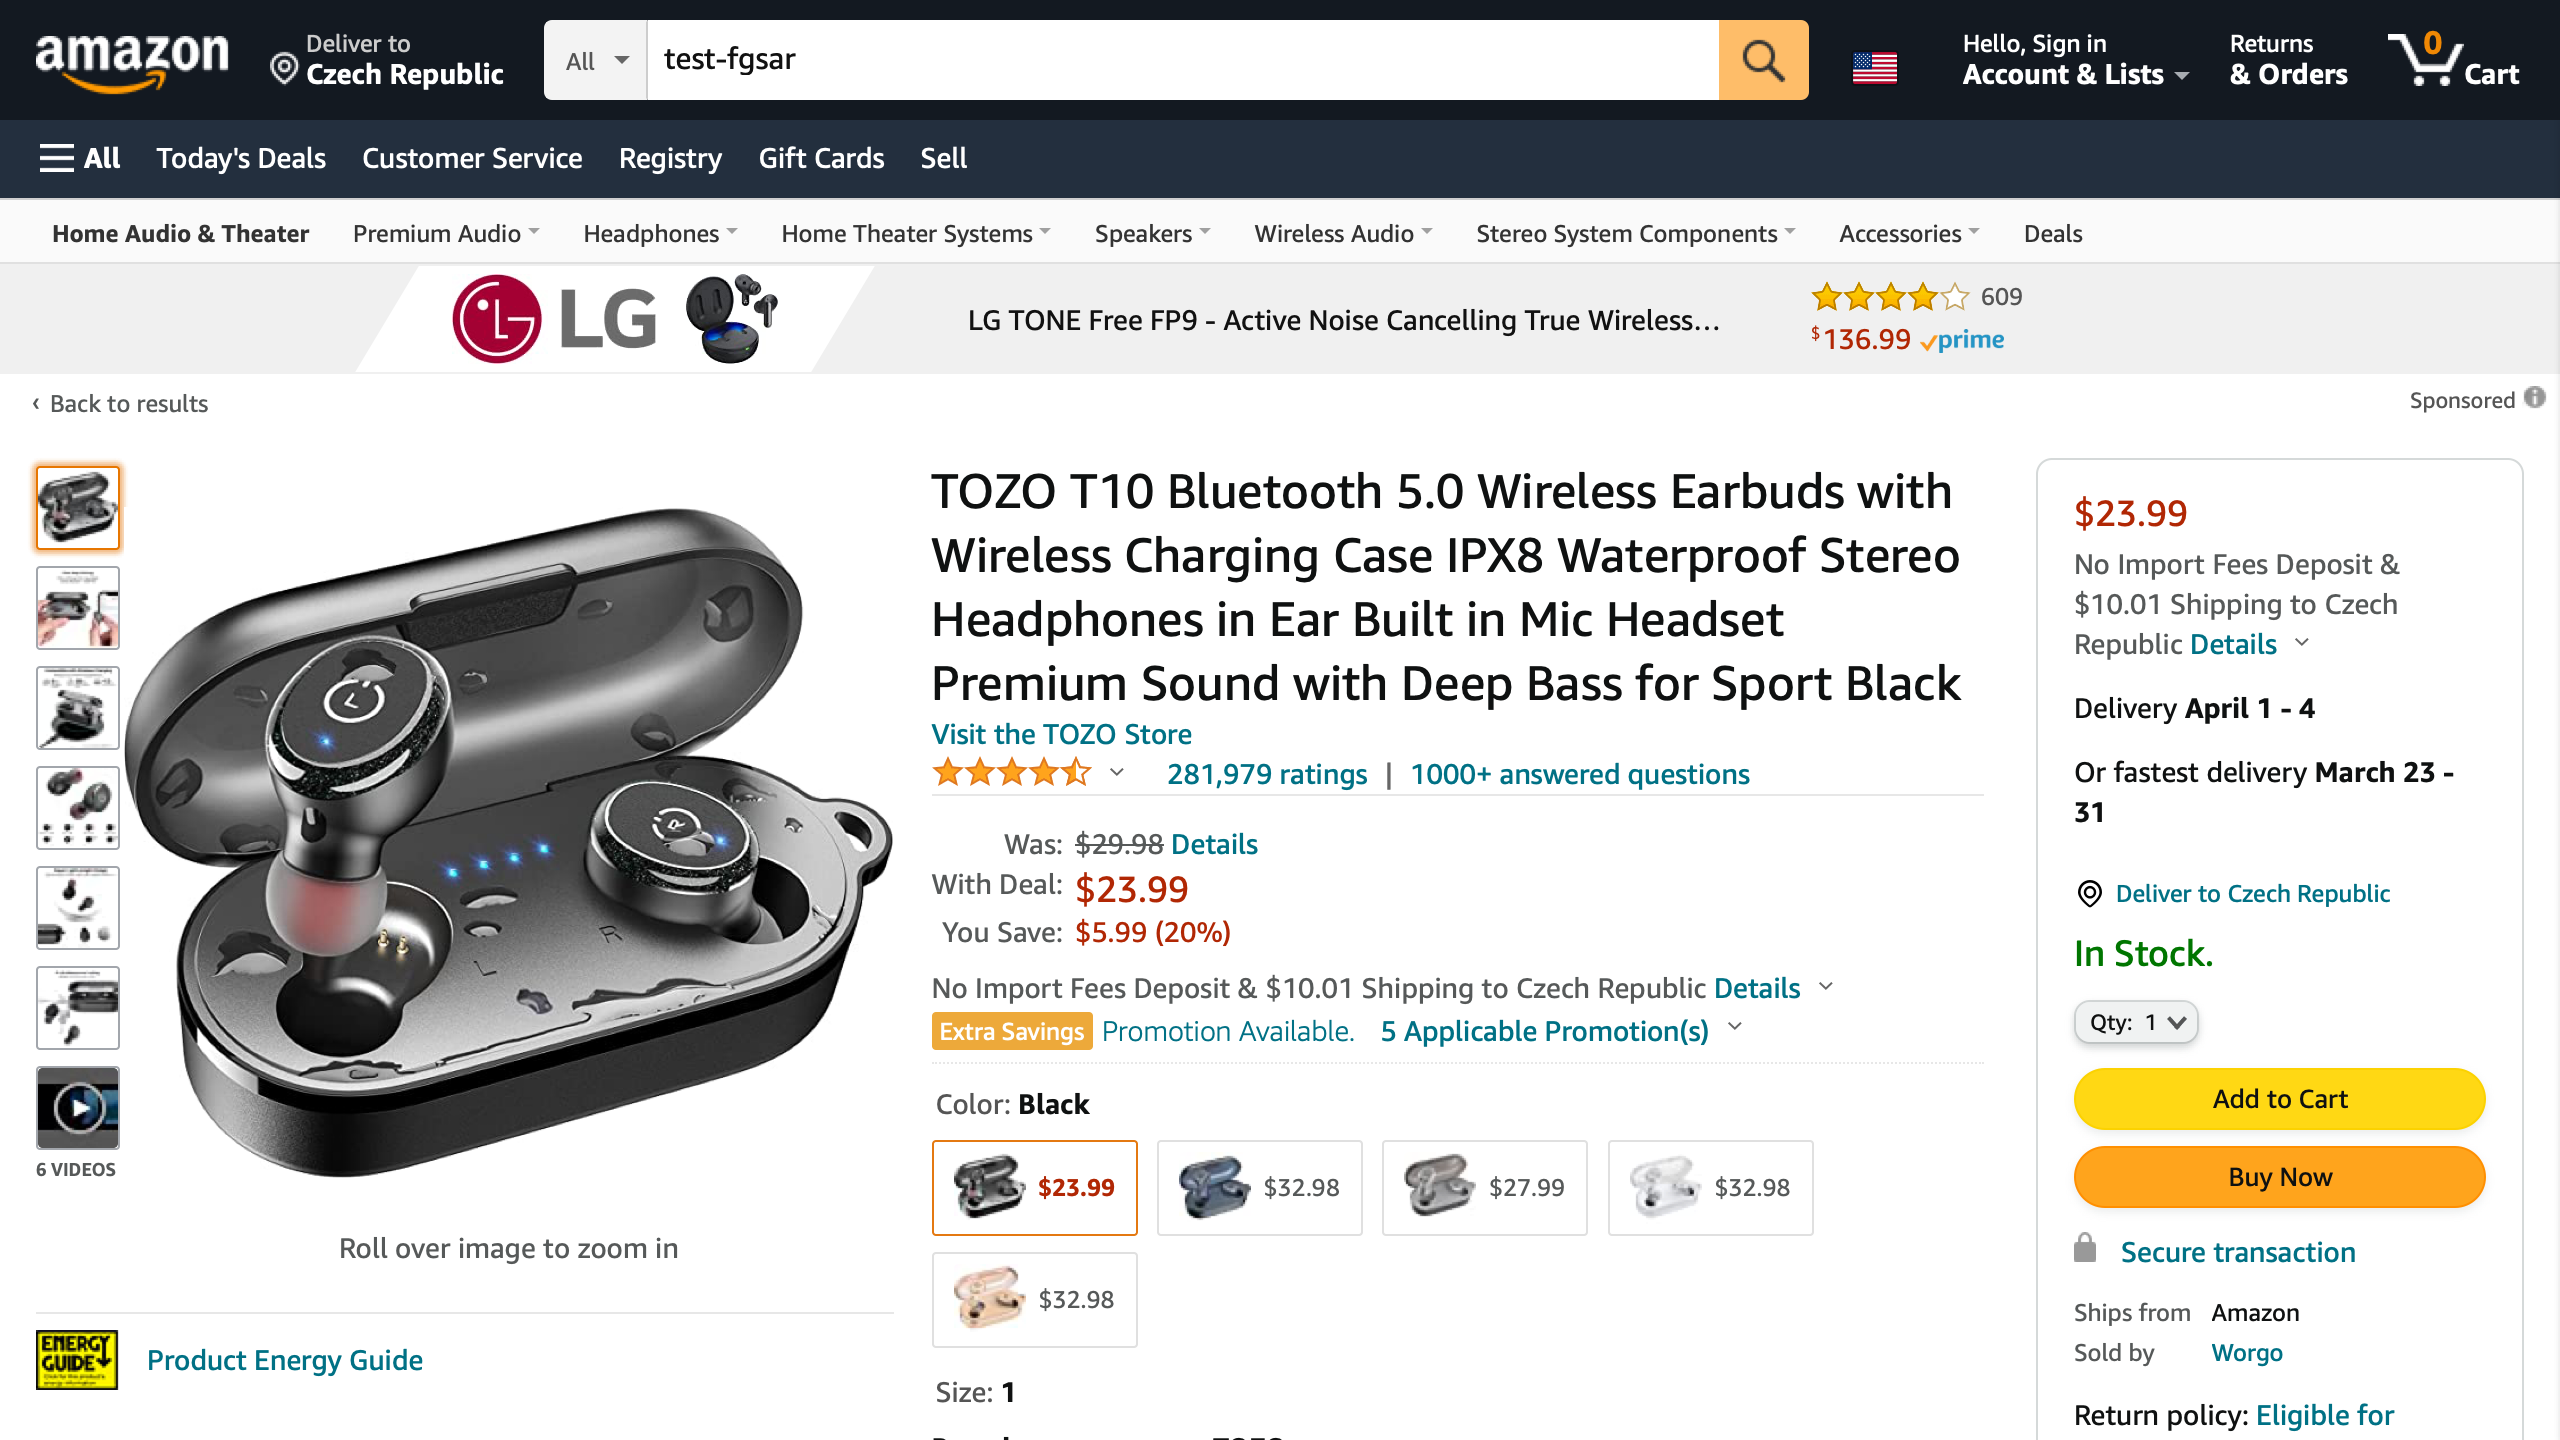 amazon
Deliver to
Czech Republic
All
test-fgsar
Hello, Sign in
Account & Lists
Returns
& Orders
0
Cart
All
Today's Deals
Customer Service
Registry
Gift Cards
Sell
Home Audio & Theater
Premium Audio
Headphones
Home Theater Systems
Speakers
Wireless Audio
Stereo System Components
Accessories
Deals
LG
LG TONE Free FP9 - Active Noise Cancelling True Wireless…
609
$136.99 prime
‹ Back to results
Sponsored
6 VIDEOS
L
R
L
R
Roll over image to zoom in
ENERGY
GUIDE
Product Energy Guide
TOZO T10 Bluetooth 5.0 Wireless Earbuds with
Wireless Charging Case IPX8 Waterproof Stereo
Headphones in Ear Built in Mic Headset
Premium Sound with Deep Bass for Sport Black
Visit the TOZO Store
281,979 ratings | 1000+ answered questions
Was: $29.98 Details
With Deal: $23.99
You Save: $5.99 (20%)
No Import Fees Deposit & $10.01 Shipping to Czech Republic Details
Extra Savings Promotion Available. 5 Applicable Promotion(s)
Color: Black
$23.99
$32.98
$27.99
$32.98
$32.98
Size: 1
$23.99
No Import Fees Deposit &
$10.01 Shipping to Czech
Republic Details
Delivery April 1 - 4
Or fastest delivery March 23 -
31
Deliver to Czech Republic
In Stock.
Qty: 1
Add to Cart
Buy Now
Secure transaction
Ships from Amazon
Sold by Worgo
Return policy: Eligible for